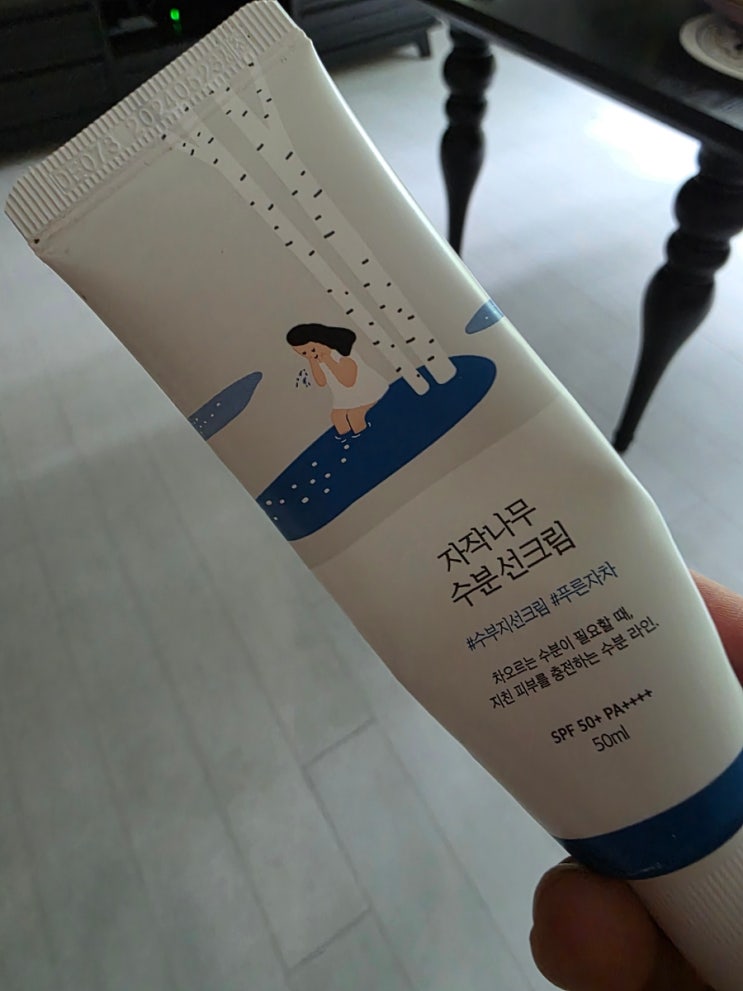 자작나무
수분 선크림
#수부지선크림 #푸른자차
차오르는 수분이 필요할 때,
지친 피부를 충전하는 수분 라인.
SPF 50+ PA++++
50ml